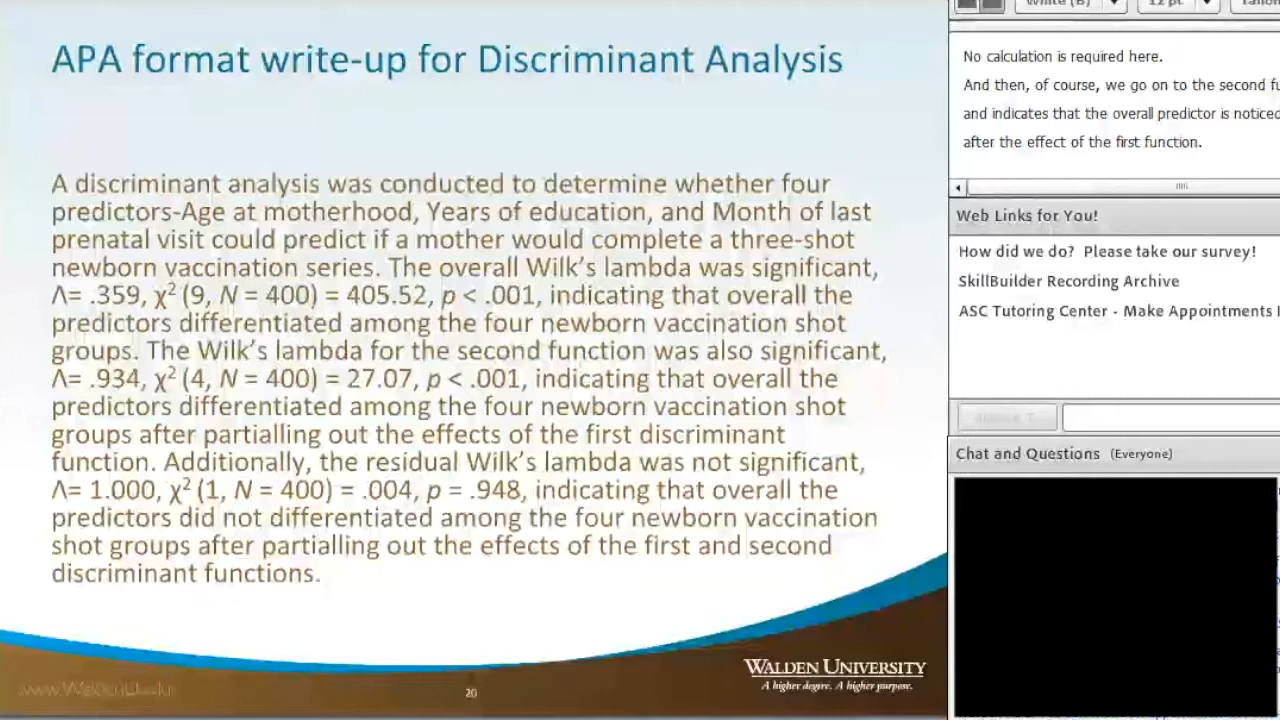 APA format write-up for Discriminant Analysis
A discriminant analysis was conducted to determine whether four
predictors-Age at motherhood, Years of education, and Month of last
prenatal visit could predict if a mother would complete a three-shot
newborn vaccination series. The overall Wilk's lambda was significant,
Λ= .359, χ² (9, N = 400) = 405.52, p < .001, indicating that overall the
predictors differentiated among the four newborn vaccination shot
groups. The Wilk's lambda for the second function was also significant,
Λ= .934, χ² (4, N = 400) = 27.07, p < .001, indicating that overall the
predictors differentiated among the four newborn vaccination shot
groups after partialling out the effects of the first discriminant
function. Additionally, the residual Wilk's lambda was not significant,
Λ= 1.000, χ² (1, N = 400) = .004, p = .948, indicating that overall the
predictors did not differentiated among the four newborn vaccination
shot groups after partialling out the effects of the first and second
discriminant functions.
WALDEN UNIVERSITY
A higher degree. A higher purpose.
20
White (B)
12 pt
No calculation is required here.
And then, of course, we go on to the second
and indicates that the overall predictor is noticed
after the effect of the first function.
Web Links for You!
How did we do? Please take our survey!
SkillBuilder Recording Archive
ASC Tutoring Center - Make Appointments
Chat and Questions (Everyone)